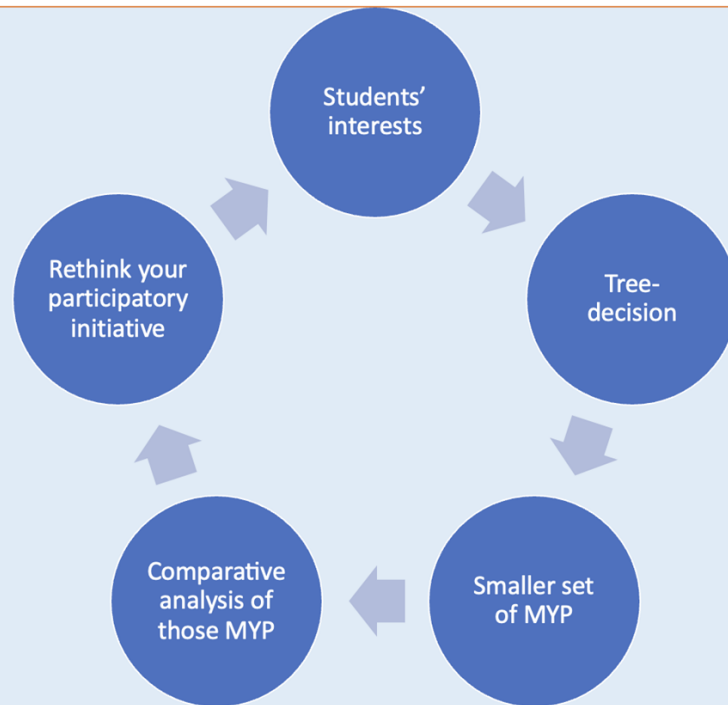 Students’
interests
Tree-
decision
Smaller set
of MYP
Comparative
analysis of
those MYP
Rethink your
participatory
initiative